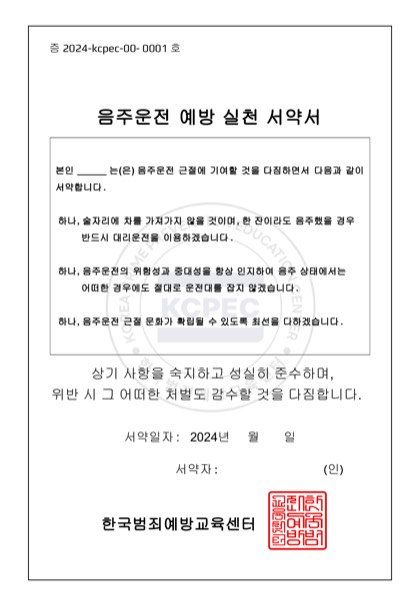 증 2024-kcpec-00- 0001 호
음주운전 예방 실천 서약서
본인 _____ 는(은) 음주운전 근절에 기여할 것을 다짐하면서 다음과 같이
서약합니다.
하나, 술자리에 차를 가져가지 않을 것이며, 한 잔이라도 음주했을 경우
반드시 대리운전을 이용하겠습니다.
하나, 음주운전의 위험성과 중대성을 항상 인지하여 음주 상태에서는
어떠한 경우에도 절대로 운전대를 잡지 않겠습니다.
KCPEC
하나, 음주운전 근절 문화가 확립될 수 있도록 최선을 다하겠습니다.
상기 사항을 숙지하고 성실히 준수하며,
위반 시 그 어떠한 처벌도 감수할 것을 다짐합니다.
서약일자 : 2024년 월 일
서약자 : (인)
한국범죄예방교육센터